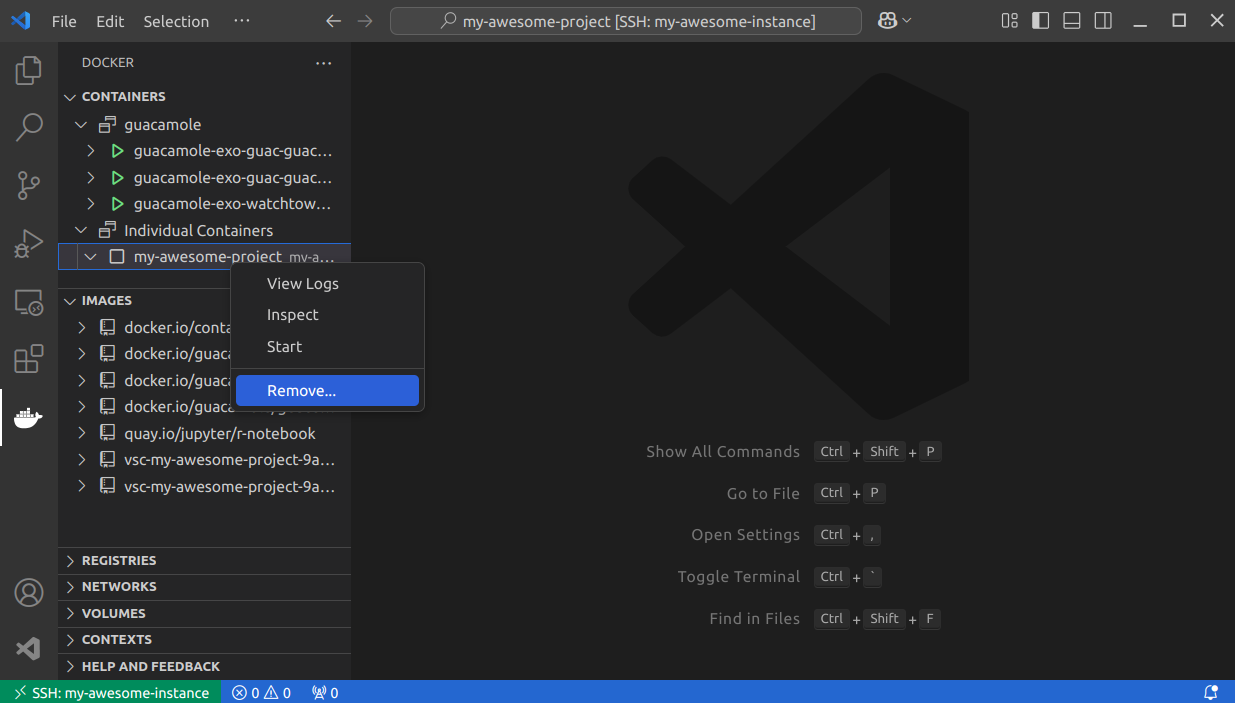 File Edit Selection ··· my-awesome-project [SSH: my-awesome-instance]
DOCKER ···
CONTAINERS
guacamole
guacamole-exo-guac-guac...
guacamole-exo-guac-guac...
guacamole-exo-watchtow...
Individual Containers
my-awesome-project my-a...
View Logs
Inspect
Start
Remove...
IMAGES
docker.io/conta
docker.io/guaca
docker.io/guaca
docker.io/guaca
quay.io/jupyter/r-notebook
vsc-my-awesome-project-9a...
vsc-my-awesome-project-9a...
REGISTRIES
NETWORKS
VOLUMES
CONTEXTS
HELP AND FEEDBACK
Show All Commands Ctrl + Shift + P
Go to File Ctrl + P
Open Settings Ctrl + ,
Toggle Terminal Ctrl + `
Find in Files Ctrl + Shift + F
SSH: my-awesome-instance 0 0 0